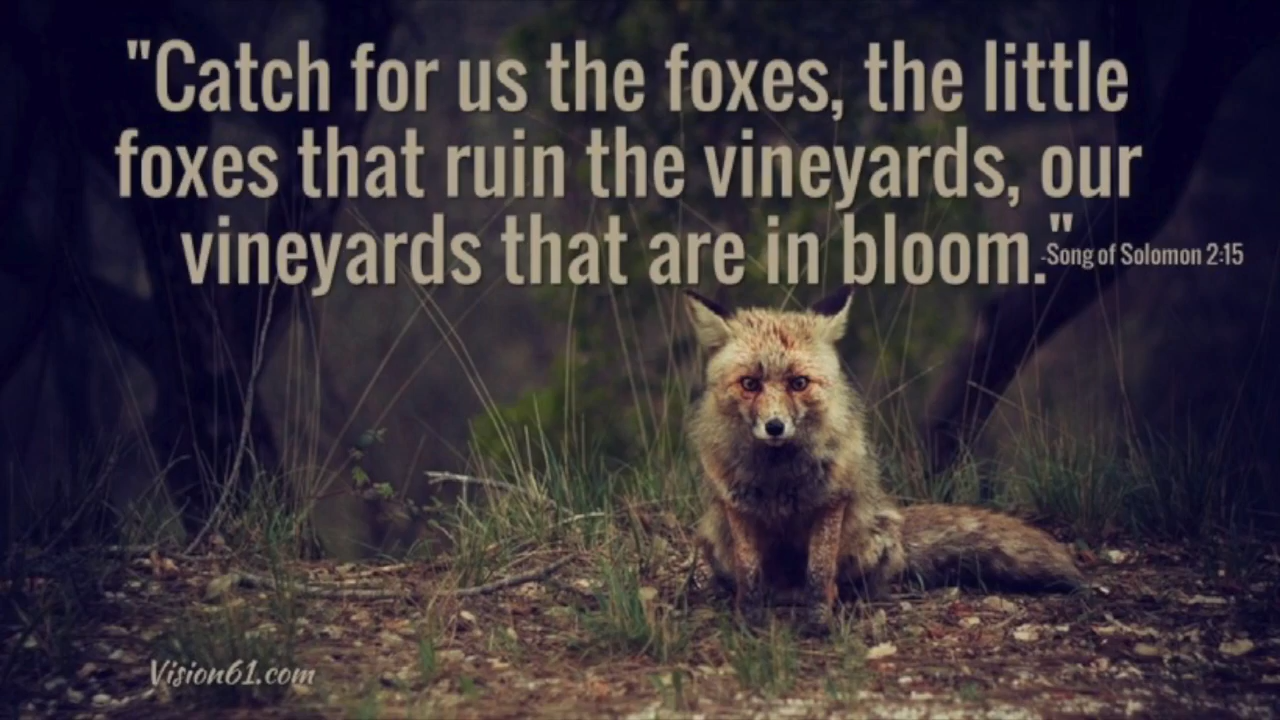 "Catch for us the foxes, the little
foxes that ruin the vineyards, our
vineyards that are in bloom."
-Song of Solomon 2:15
Vision61.com